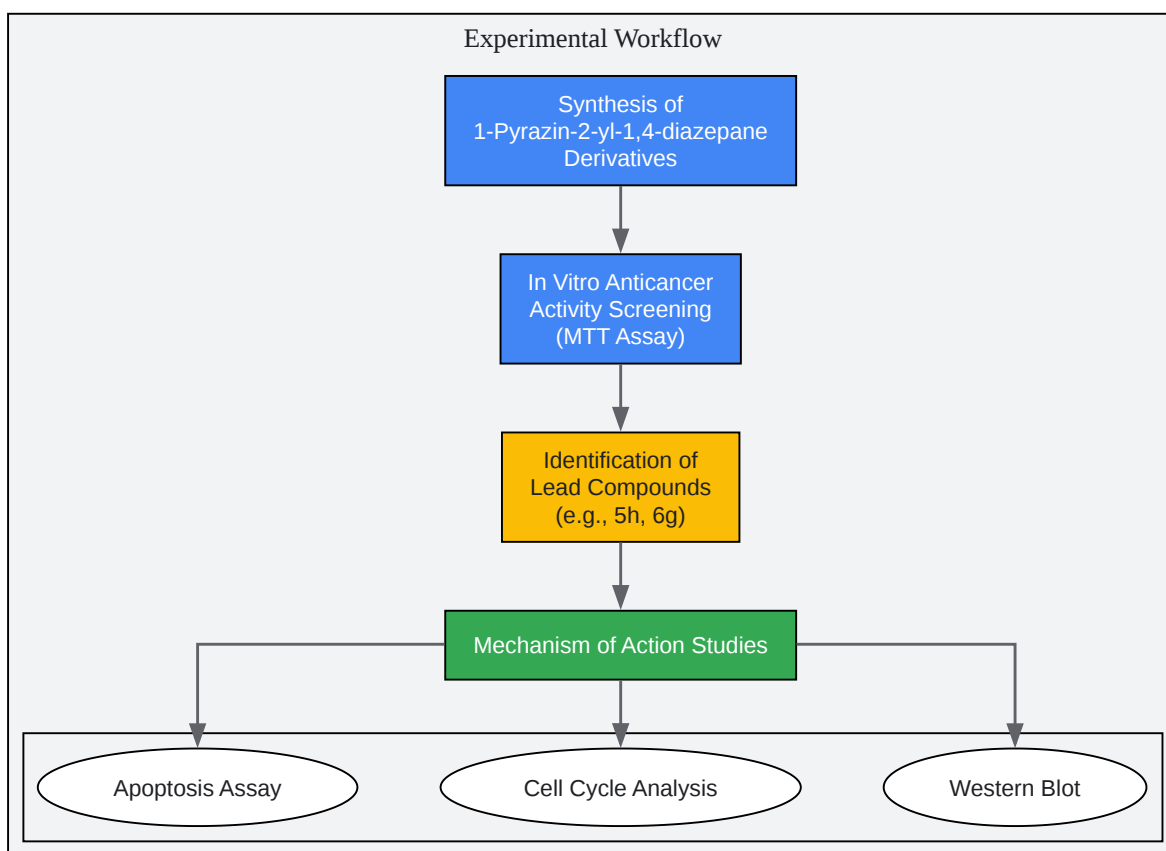 Experimental Workflow
Synthesis of
1-Pyrazin-2-yl-1,4-diazepane
Derivatives
In Vitro Anticancer
Activity Screening
(MTT Assay)
Identification of
Lead Compounds
(e.g., 5h, 6g)
Mechanism of Action Studies
Apoptosis Assay
Cell Cycle Analysis
Western Blot